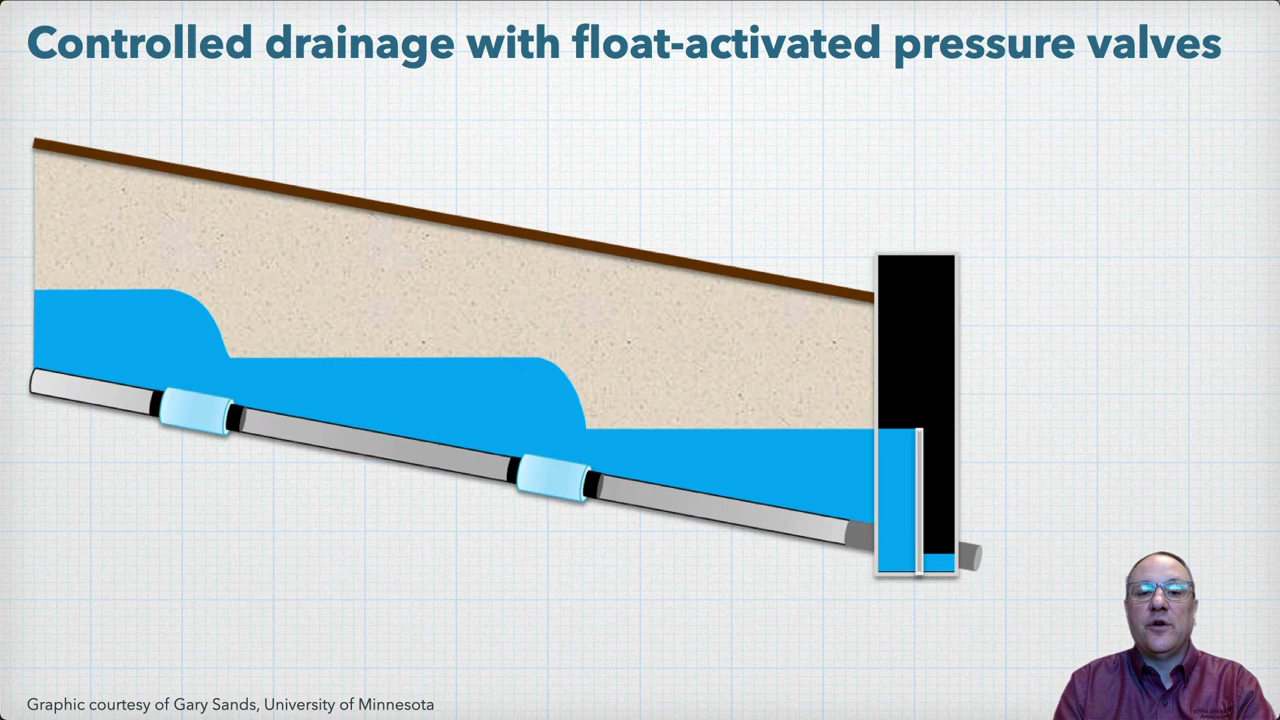 Controlled drainage with float-activated pressure valves
Graphic courtesy of Gary Sands, University of Minnesota